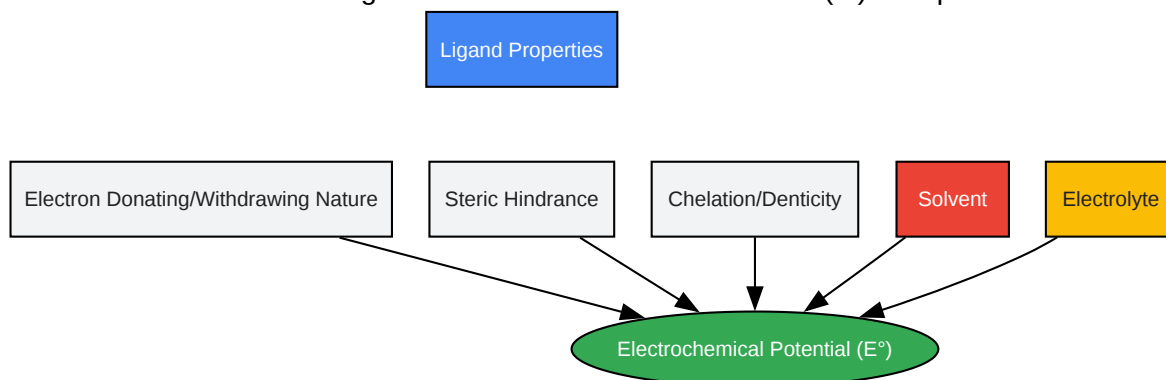 Ligand Properties
Electron Donating/Withdrawing Nature
Steric Hindrance
Chelation/Denticity
Solvent
Electrolyte
Electrochemical Potential (E°)